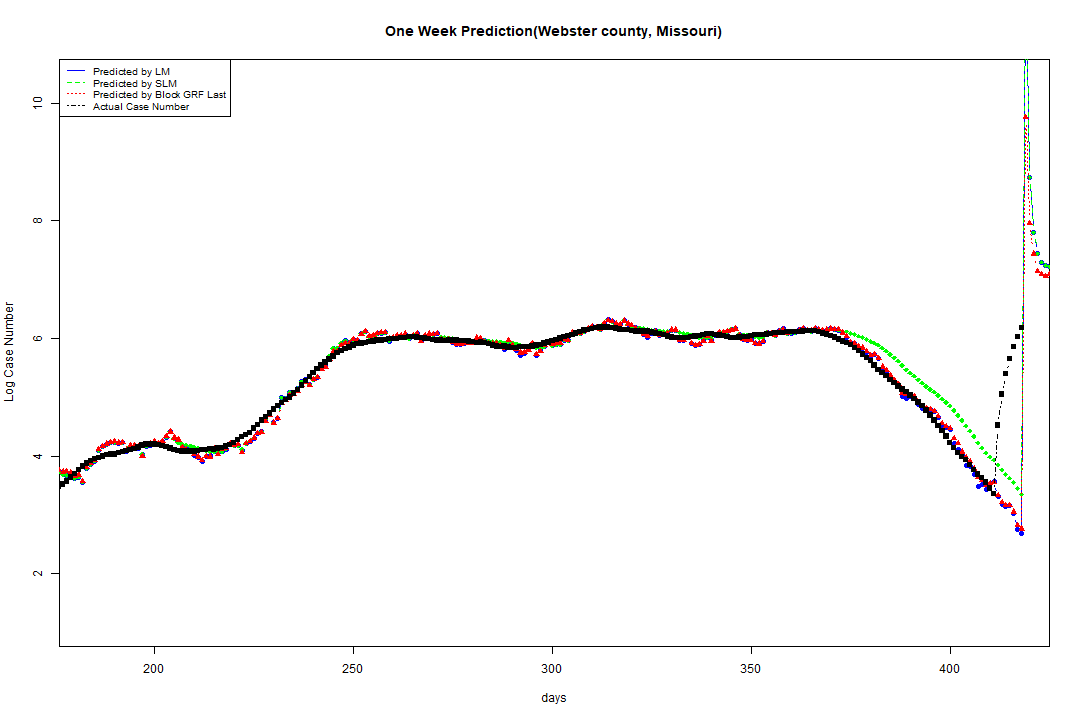 One Week Prediction(Webster county, Missouri)
Predicted by LM
Predicted by SLM
Predicted by Block GRF Last
Actual Case Number
Log Case Number
10
8
6
4
2
200
250
300
350
400
days